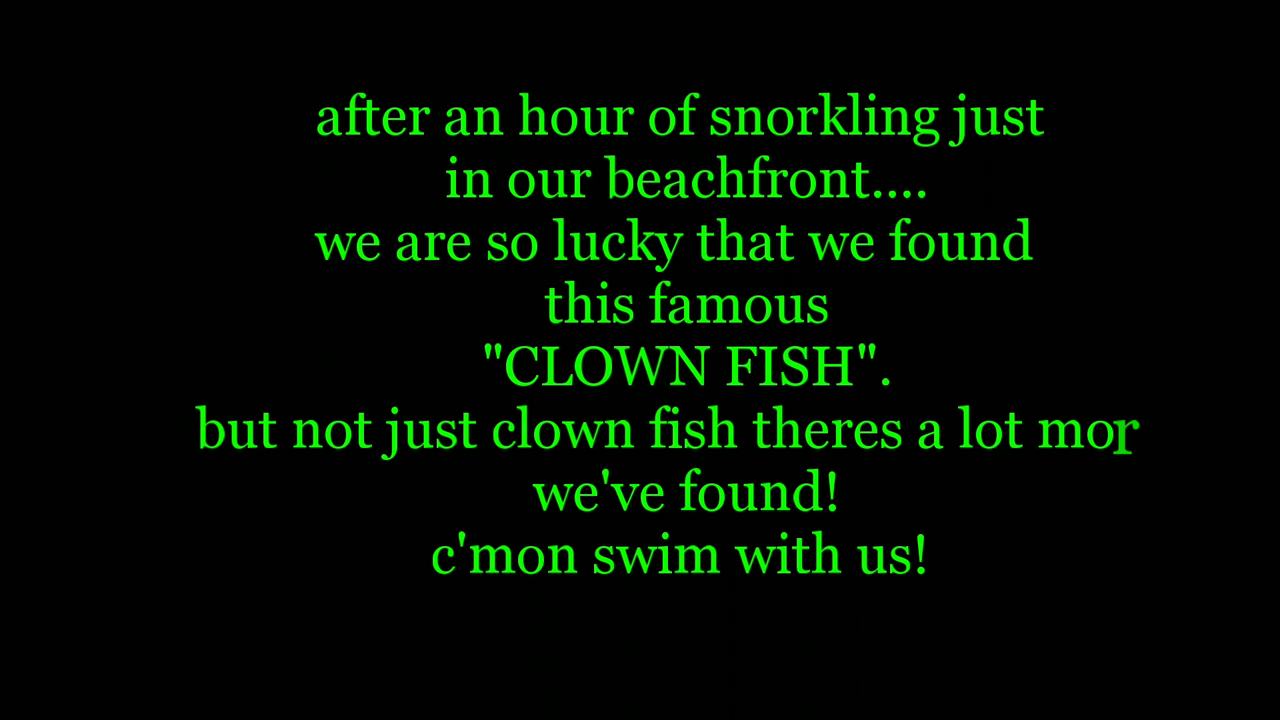 after an hour of snorkling just
in our beachfront....
we are so lucky that we found
this famous
"CLOWN FISH".
but not just clown fish theres a lot mor
we've found!
c'mon swim with us!